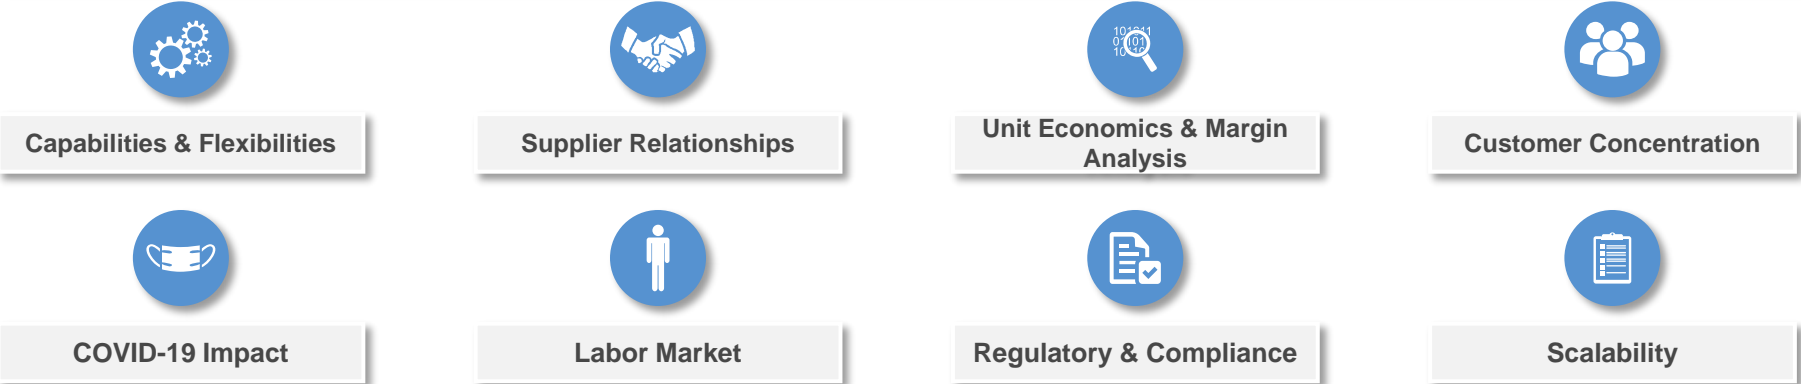 Capabilities & Flexibilities
Supplier Relationships
Unit Economics & Margin
Analysis
Customer Concentration
COVID-19 Impact
Labor Market
Regulatory & Compliance
Scalability